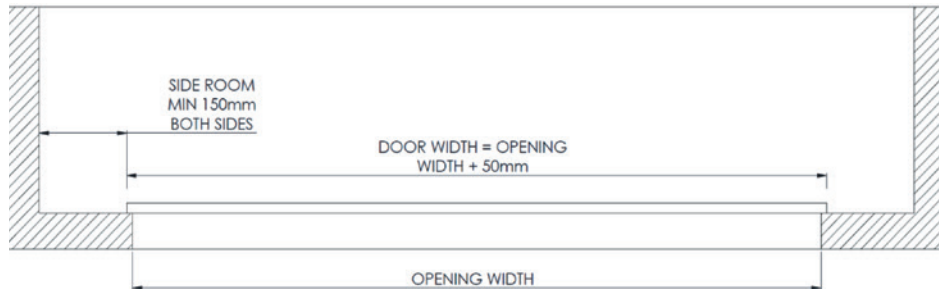 SIDE ROOM
MIN 150mm
BOTH SIDES
DOOR WIDTH = OPENING
WIDTH + 50mm
OPENING WIDTH